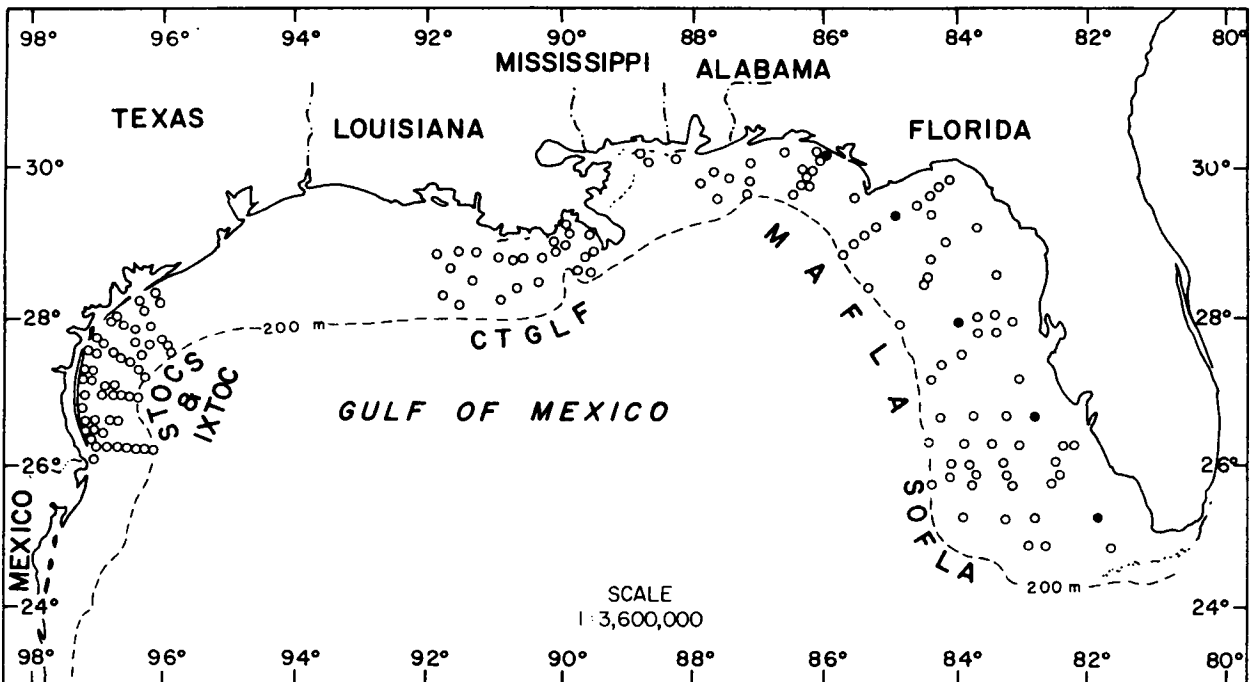 98° 96° 94° 92° 90° 88° 86° 84° 82° 80°
MISSISSIPPI
ALABAMA
TEXAS
LOUISIANA
FLORIDA
30° 30°
MAFLA
28° 28°
200 m
CTGLF
STOCS
&
IXTOC
GULF OF MEXICO
26° 26°
SOFLA
MEXICO
200 m
24° 24°
SCALE
1:3,600,000
98° 96° 94° 92° 90° 88° 86° 84° 82° 80°